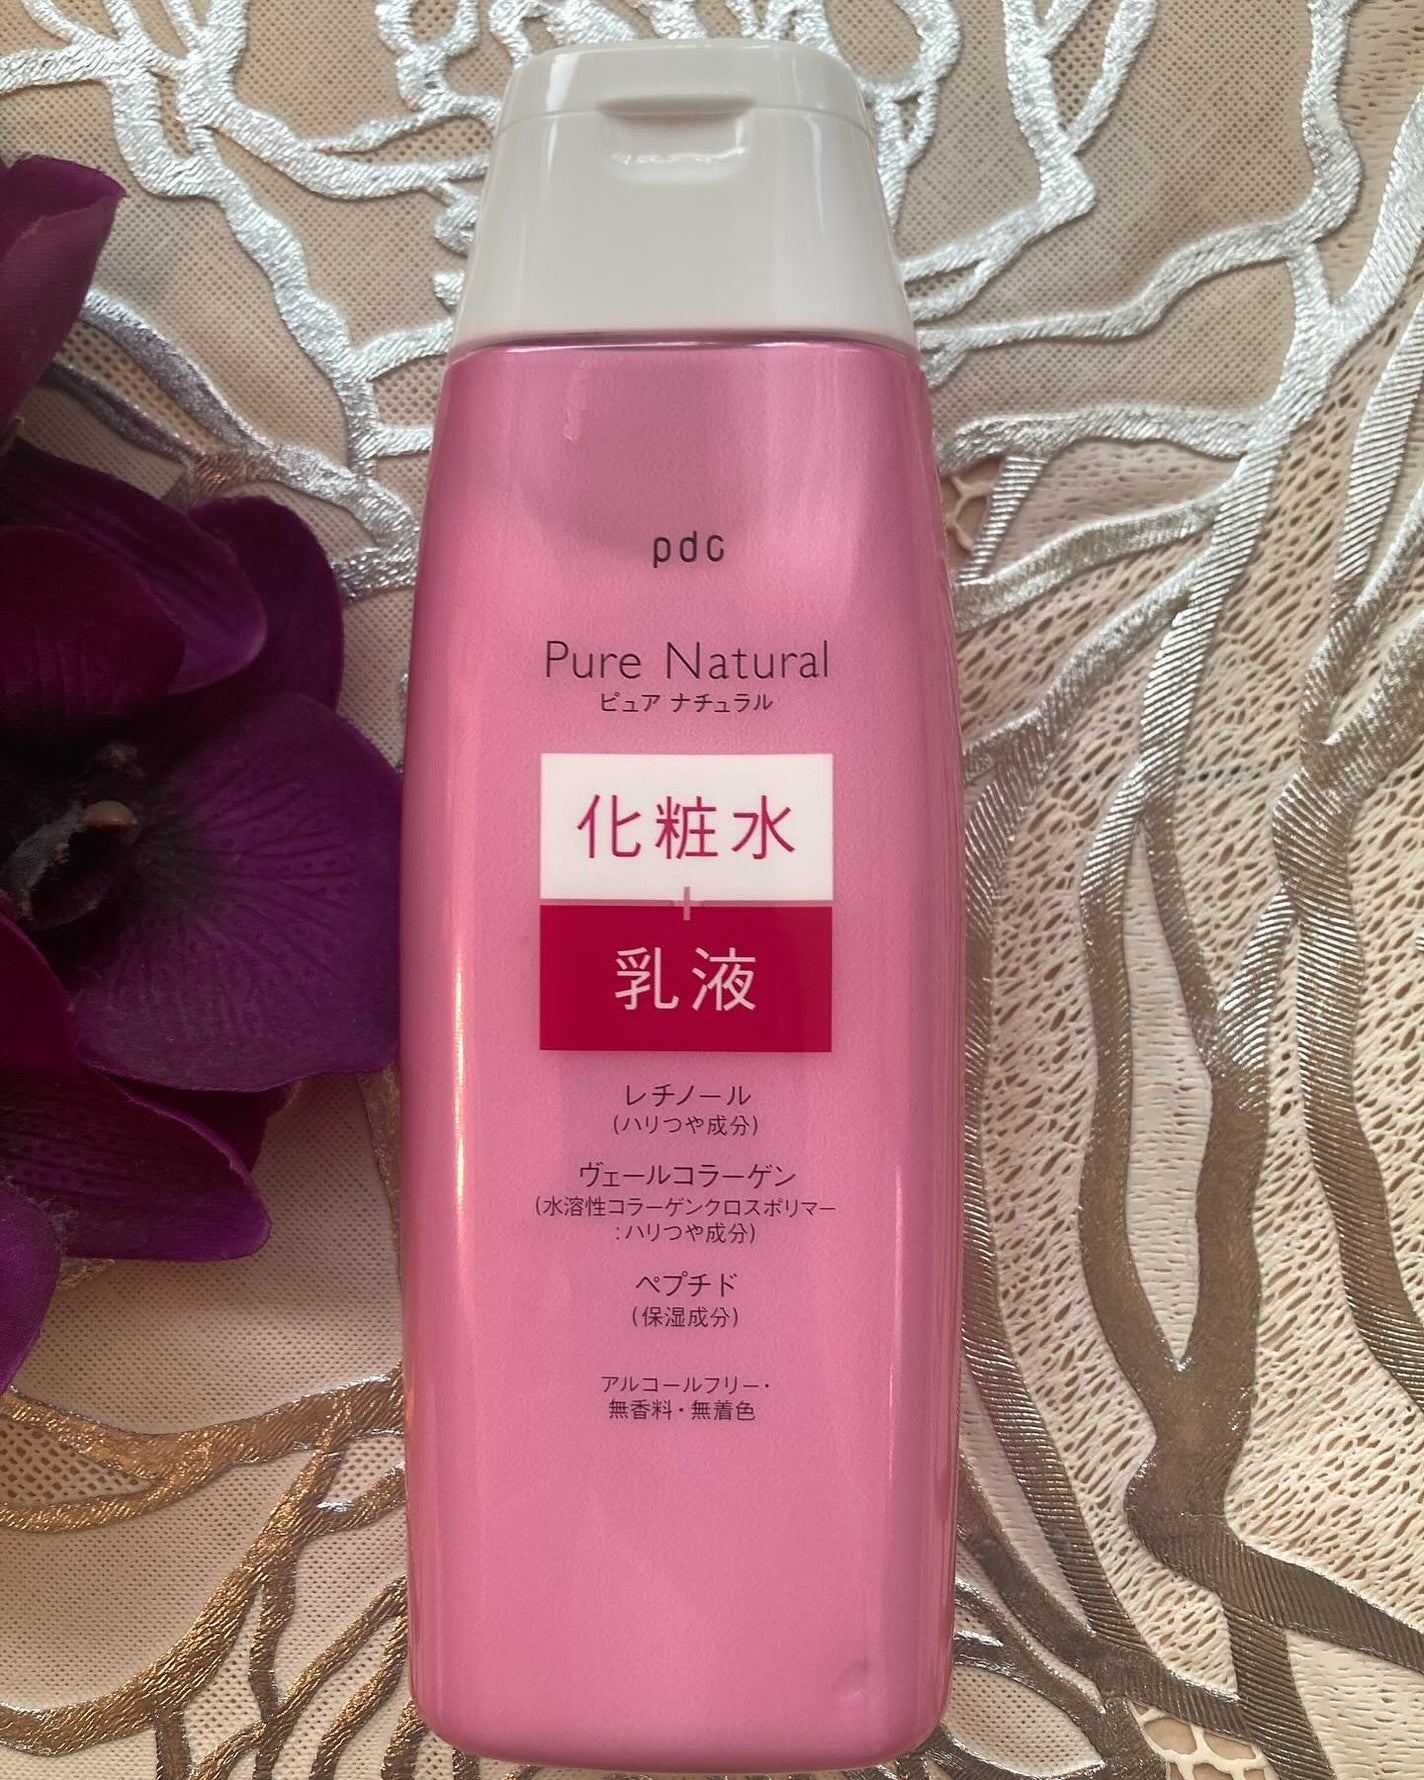 pdc
Pure Natural
ピュア ナチュラル
化粧水
+
乳液
レチノール
(ハリつや成分)
ヴェールコラーゲン
(水溶性コラーゲンクロスポリマー
:ハリつや成分)
ペプチド
(保湿成分)
アルコールフリー・
無香料・無着色